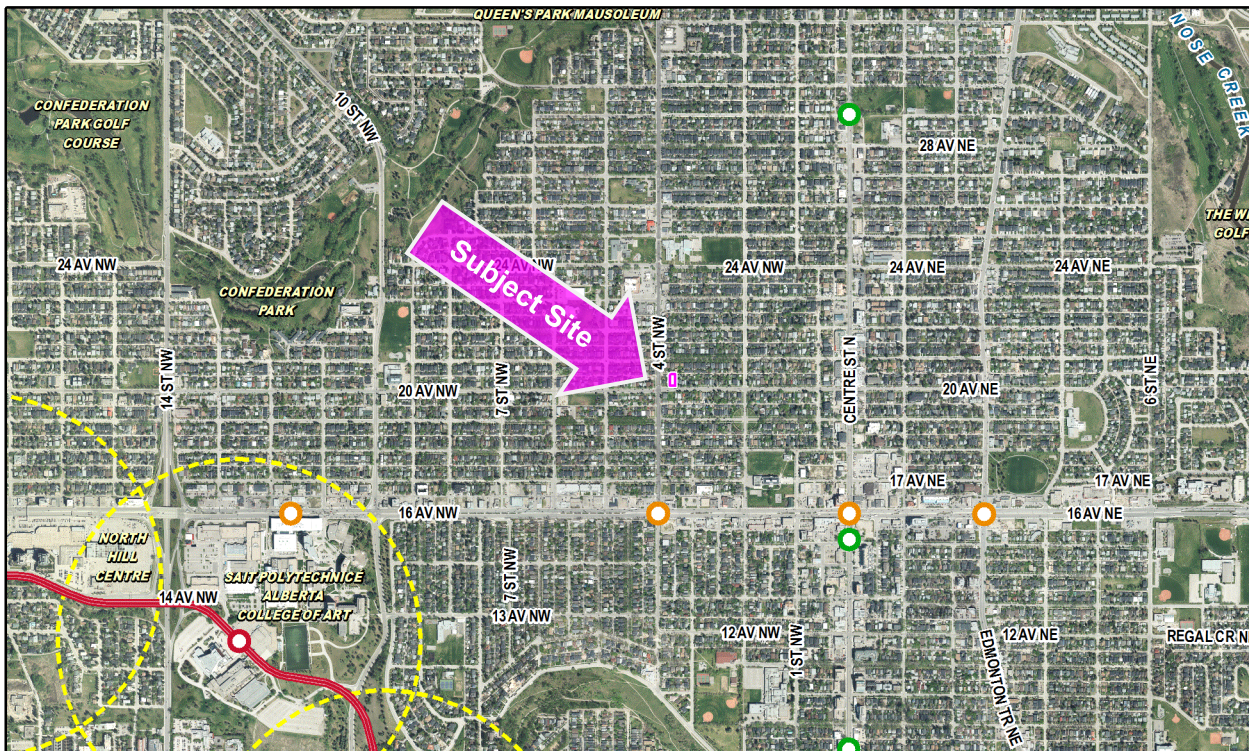 QUEEN'S PARK MAUSOLEUM
NOSE CREEK
CONFEDERATION
PARK GOLF
COURSE
10 ST NW
28 AV NE
THE WE
GOLF
Subject Site
24 AV NW
24 AV NW
24 AV NW
24 AV NE
24 AV NE
CONFEDERATION
PARK
4 ST NW
14 ST NW
7 ST NW
CENTRE ST N
6 ST NE
20 AV NW
20 AV NE
17 AV NE
17 AV NE
16 AV NW
16 AV NE
NORTH
HILL
CENTRE
SAIT POLYTECHNICE
ALBERTA
COLLEGE OF ART
14 AV NW
7 ST NW
13 AV NW
12 AV NW
1 ST NW
12 AV NE
EDMONTON TR NE
REGAL CR N